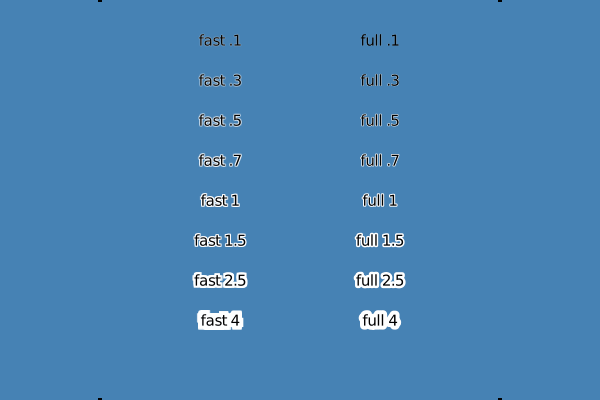 fast .1 full .1
fast .3 full .3
fast .5 full .5
fast .7 full .7
fast 1 full 1
fast 1.5 full 1.5
fast 2.5 full 2.5
fast 4 full 4